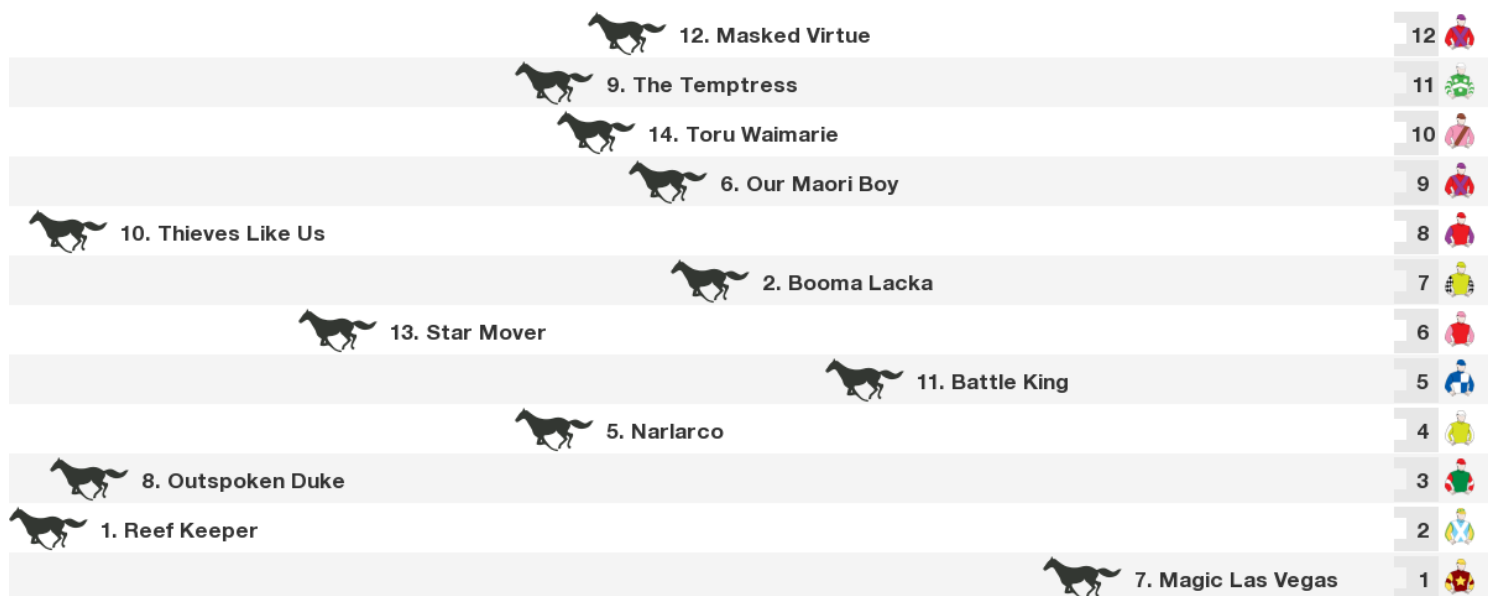 12. Masked Virtue 12
9. The Temptress 11
14. Toru Waimarie 10
6. Our Maori Boy 9
10. Thieves Like Us 8
2. Booma Lacka 7
13. Star Mover 6
11. Battle King 5
5. Narlarco 4
8. Outspoken Duke 3
1. Reef Keeper 2
7. Magic Las Vegas 1